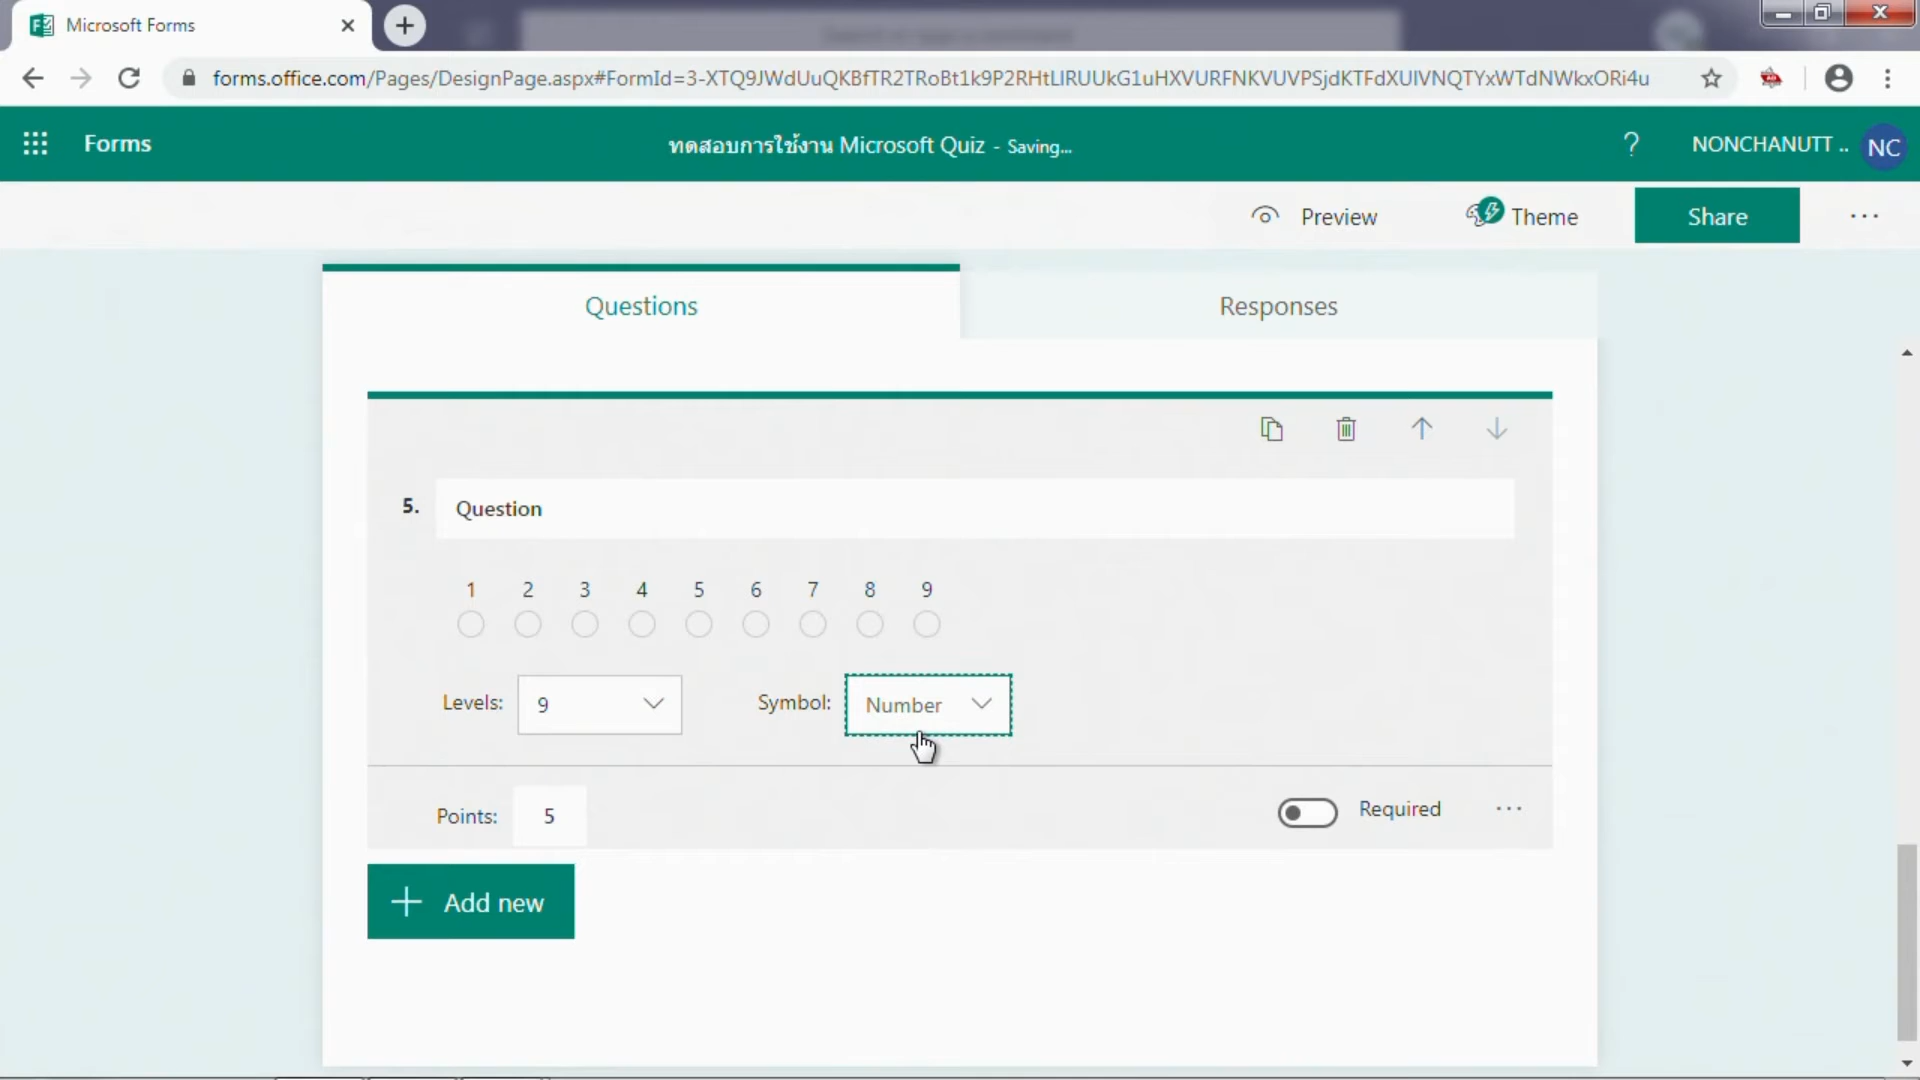 Microsoft Forms
forms.office.com/Pages/DesignPage.aspx#FormId=3-XTQ9JWdUuQKBfTR2TRoBt1k9P2RHtLlRUUkG1uHXVURFNKVUVPSjdKTFdXUlVNQTYxWTdNWkxORi4u
Forms
ทดสอบการใช้งาน Microsoft Quiz - Saving...
? NONCHANUTT .. NC
Preview
Theme
Share
...
Questions
Responses
5. Question
1 2 3 4 5 6 7 8 9
Levels: 9
Symbol: Number
Points: 5
Required
...
+ Add new